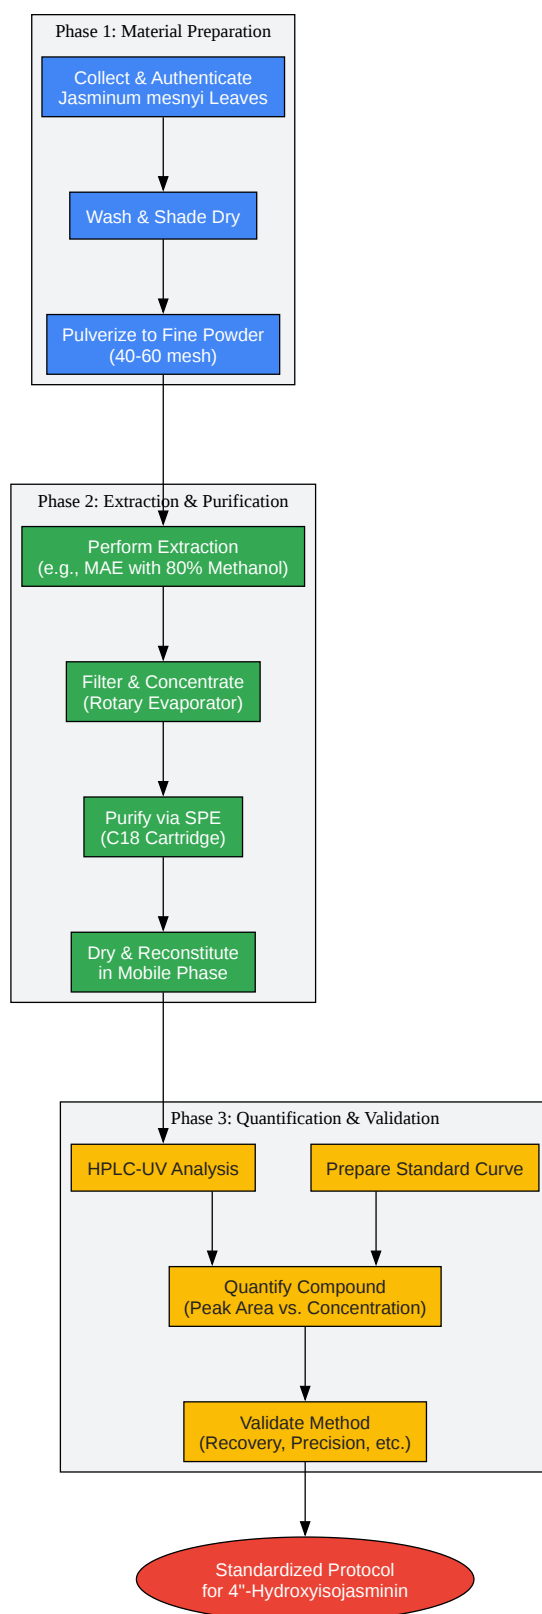 Phase 1: Material Preparation
Collect & Authenticate
Jasminum mesnyi Leaves
Wash & Shade Dry
Pulverize to Fine Powder
(40-60 mesh)
Phase 2: Extraction & Purification
Perform Extraction
(e.g., MAE with 80% Methanol)
Filter & Concentrate
(Rotary Evaporator)
Purify via SPE
(C18 Cartridge)
Dry & Reconstitute
in Mobile Phase
Phase 3: Quantification & Validation
HPLC-UV Analysis
Prepare Standard Curve
Quantify Compound
(Peak Area vs. Concentration)
Validate Method
(Recovery, Precision, etc.)
Standardized Protocol
for 4"-Hydroxyisojasminin